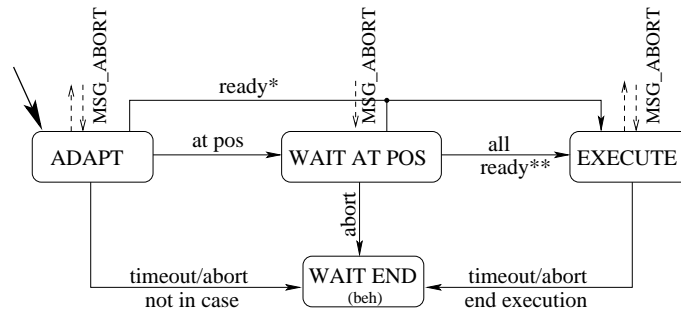 MSG_ABORT
MSG_ABORT
MSG_ABORT
ready*
ADAPT
at pos
WAIT AT POS
all
ready**
EXECUTE
abort
timeout/abort
not in case
WAIT END
(beh)
timeout/abort
end execution